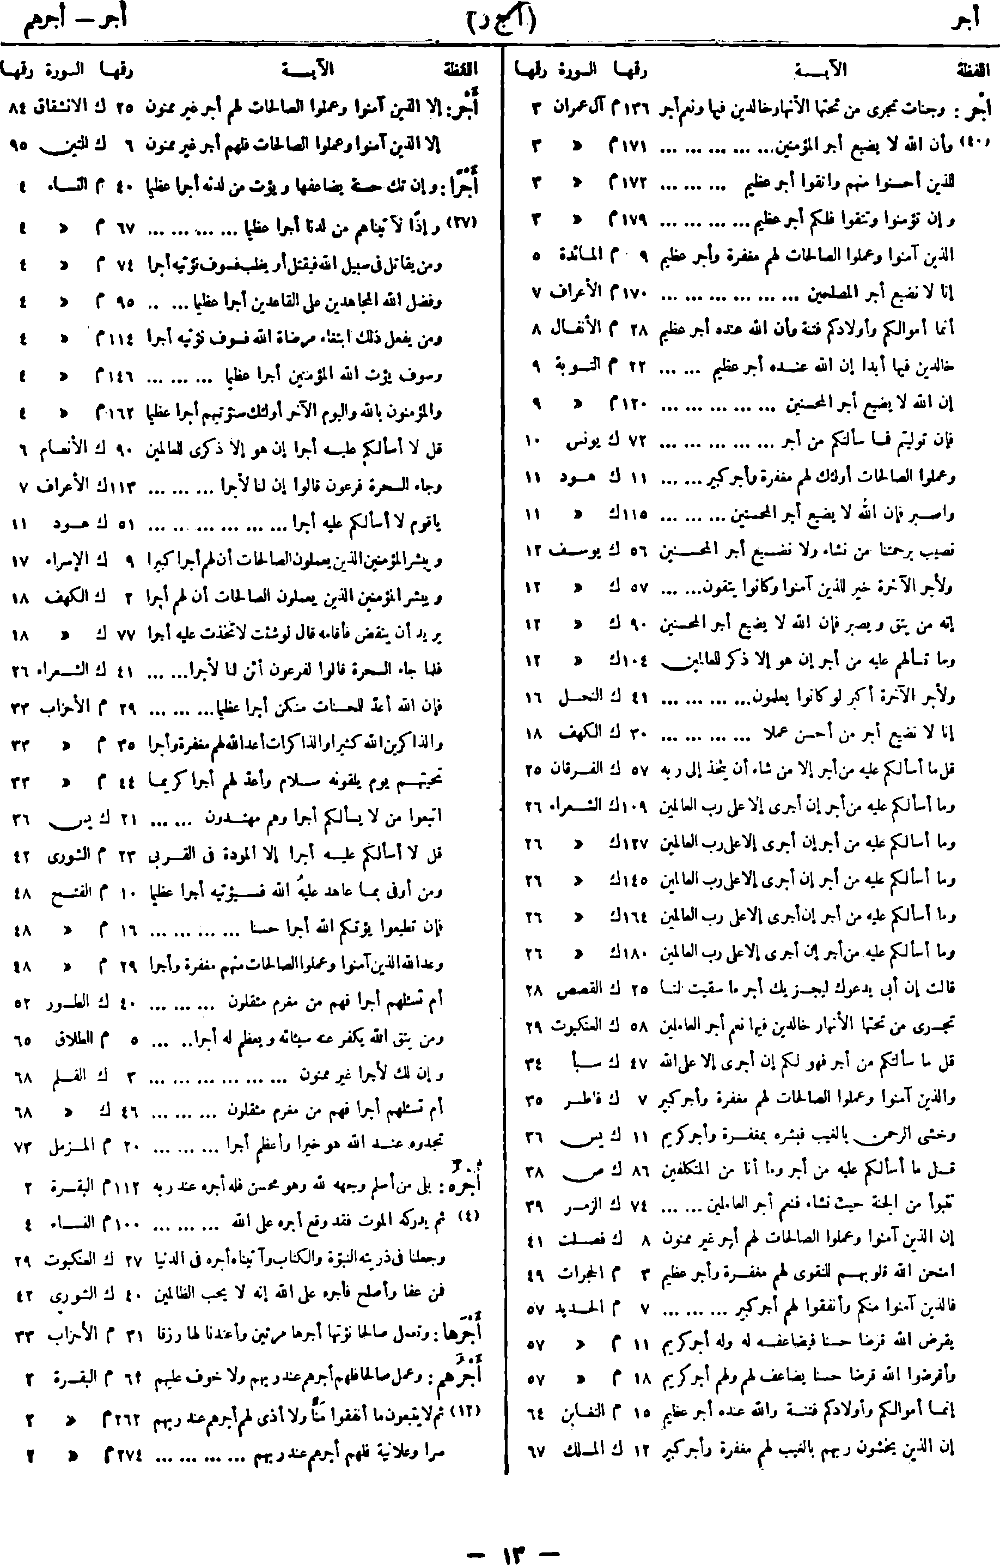 أجر
(أ ج ر)
أجر – أجرهم
اللفظة الآيــة رقمها السورة رقمها
أَجْر: وجنات تجرى من تحتها الأنهار خالدين فيها ونعم أجر ١٣٦ م آل عمران ٣
(٤٠) وأن الله لا يضيع أجر المؤمنين... ... ... ... ... ١٧١ م » ٣
للذين أحسنوا منهم واتقوا أجر عظيم ... ... ... ١٧٢ م » ٣
وإن تؤمنوا وتتقوا فلكم أجر عظيم... ... ... ... ١٧٩ م » ٣
الذين آمنوا وعملوا الصالحات لهم مغفرة وأجر عظيم ٩ م المائدة ٥
إنا لا نضيع أجر المصلحين ... ... ... ... ... ... ١٧٠ م الأعراف ٧
أنما أموالكم وأولادكم فتنة وأن الله عنده أجر عظيم ٢٨ م الأنفال ٨
خالدين فيها أبدا إن الله عنــده أجر عظيم ... ... ٢٢ م التوبة ٩
إن الله لا يضيع أجر المحسنين ... ... ... ... ... ١٢٠ م » ٩
فإن توليتم فما سألتكم من أجر ... ... ... ... ... ٧٢ ك يونس ١٠
وعملوا الصالحات أولئك لهم مغفرة وأجر كبير ... ... ١١ ك هــود ١١
واصبر فإن الله لا يضيع أجر المحسنين ... ... ... ١١٥ ك » ١١
نصيب برحمتنا من نشاء ولا نضيع أجر المحسنين ٥٦ ك يوسف ١٢
ولأجر الآخرة خير للذين آمنوا وكانوا يتقون... ... ... ٥٧ ك » ١٢
إنه من يتق ويصبر فإن الله لا يضيع أجر المحسنين ٩٠ ك » ١٢
وما تسألهم عليه من أجر إن هو إلا ذكر للعالمين ١٠٤ ك » ١٢
ولأجر الآخرة أكبر لو كانوا يعلمون... ... ... ... ٤١ ك النحل ١٦
إنا لا نضيع أجر من أحسن عملا ... ... ... ... ٣٠ ك الكهف ١٨
قل ما أسألكم عليه من أجر إلا من شاء أن يتخذ إلى ربه ٥٧ ك الفرقان ٢٥
وما أسألكم عليه من أجر إن أجرى إلا على رب العالمين ١٠٩ ك الشعراء ٢٦
وما أسألكم عليه من أجر إن أجرى إلا على رب العالمين ١٢٧ ك » ٢٦
وما أسألكم عليه من أجر إن أجرى إلا على رب العالمين ١٤٥ ك » ٢٦
وما أسألكم عليه من أجر إن أجرى إلا على رب العالمين ١٦٤ ك » ٢٦
وما أسألكم عليه من أجر إن أجرى إلا على رب العالمين ١٨٠ ك » ٢٦
قالت إن أبى يدعوك ليجزيك أجر ما سقيت لنـا ٢٥ ك القصص ٢٨
تجـرى من تحتها الأنهار خالدين فيها نعم أجر العاملين ٥٨ ك العنكبوت ٢٩
قل ما سألتكم من أجر فهو لكم إن أجرى إلا على الله ٤٧ ك سـبأ ٣٤
والذين آمنوا وعملوا الصالحات لهم مغفرة وأجر كبير ٧ ك فاطر ٣٥
وخشى الرحمن بالغيب فبشره بمغفرة وأجر كريم ١١ ك يس ٣٦
قـل ما أسألكم عليه من أجر وما أنا من المتكلفين ٨٦ ك ص ٣٨
نتبوأ من الجنة حيث نشاء فنعم أجر العاملين ... ... ٧٤ ك الزمر ٣٩
إن الذين آمنوا وعملوا الصالحات لهم أجر غير ممنون ٨ ك فصلت ٤١
امتحن الله قلوبهـم للتقوى لهم مغفـرة وأجر عظيم ٣ م الحجرات ٤٩
فالذين آمنوا منكم وأنفقوا لهم أجر كبير ... ... ... ٧ م الحديد ٥٧
يقرض الله قرضا حسنا فيضاعفـه له وله أجر كريم ١١ م » ٥٧
وأقرضوا الله قرضا حسنا يضاعف لهم ولهم أجر كريم ١٨ م » ٥٧
إنمـا أموالكم وأولادكم فتنـة والله عنده أجر عظيم ١٥ م التغابن ٦٤
إن الذين يخشون ربهم بالغيب لهم مغفرة وأجر كبير ١٢ ك المـلك ٦٧
اللفظة الآيــة رقمها السورة رقمها
أَجْرٌ: إلا الذين آمنوا وعملوا الصالحات لهم أجر غير ممنون ٢٥ ك الانشقاق ٨٤
إلا الذين آمنوا وعملوا الصالحات فلهم أجر غير ممنون ٦ ك التين ٩٥
أَجْرًا: وإن تك حسنة يضاعفها ويؤت من لدنه أجرا عظيما ٤٠ م النساء ٤
(٢٧) وإذًا لآتيناهم من لدنا أجرا عظيما ... ... ... ... ٦٧ م » ٤
ومن يقاتل فى سبيل الله فيقتل أو يغلب فسوف نؤتيه أجرا ٧٤ م » ٤
وفضل الله المجاهدين على القاعدين أجرا عظيما ... .. ٩٥ م » ٤
ومن يفعل ذلك ابتغاء مرضاة الله فسوف نؤتيه أجرا ١١٤ م » ٤
وسوف يؤت الله المؤمنين أجرا عظيما ... ... ... ١٤٦ م » ٤
والمؤمنون بالله واليوم الآخر أولئك سنؤتيهم أجرا عظيما ١٦٢ م » ٤
قل لا أسألكم عليـه أجرا إن هو إلا ذكرى للعالمين ٩٠ ك الأنعام ٦
وجاء السحرة فرعون قالوا إن لنا لأجرا ... ... ... ١١٣ ك الأعراف ٧
ياقوم لا أسألكم عليه أجرا ... ... ... ... ... ... ٥١ ك هــود ١١
ويبشر المؤمنين الذين يعملون الصالحات أن لهم أجرا كبيرا ٩ ك الإسراء ١٧
ويبشر المؤمنين الذين يعملون الصالحات أن لهم أجرا ٢ ك الكهف ١٨
يريد أن ينقض فأقامه قال لو شئت لاتخذت عليه أجرا ٧٧ ك » ١٨
فلما جاء السحرة قالوا لفرعون أئن لنا لأجرا... ... ٤١ ك الشعراء ٢٦
فإن الله أعدّ للحسنات منكن أجرا عظيما ... ... ... ... ٢٩ م الأحزاب ٣٣
والذاكرين الله كثيرا والذاكرات أعد الله لهم مغفرة وأجرا ٣٥ م » ٣٣
تحيتهـم يوم يلقونه سـلام وأعدّ لهم أجرا كريمـا ٤٤ م » ٣٣
اتبعوا من لا يسألكم أجرا وهم مهتدون ... ... ٢١ ك يس ٣٦
قل لا أسألكم عليـه أجرا إلا المودة فى القربى ٢٣ م الشورى ٤٢
ومن أوفى بمـا عاهد عليهُ الله فسـيؤتيه أجرا عظيما ١٠ م الفتـح ٤٨
فإن تطيعوا يؤتكم الله أجرا حسنا ... ... ... ... ١٦ م » ٤٨
وعد الله الذين آمنوا وعملوا الصالحات منهم مغفرة وأجرا ٢٩ م » ٤٨
أم تسئلهم أجرا فهم من مغرم مثقلون ... ... ... ٤٠ ك الطـور ٥٢
ومن يتق الله يكفر عنه سيئاته ويعظم له أجرا.. ... ٥ م الطلاق ٦٥
وإن لك لأجرا غير ممنون ... ... ... ... ... ... ٣ ك القـلم ٦٨
أم تسئلهم أجرا فهم من مغرم مثقلون ... ... ... ٤٦ ك » ٦٨
تجدوه عنـد الله هو خيرا وأعظم أجرا ... ... ... ٢٠ م المـزمل ٧٣
أَجْرُه: بلى من أسلم وجهه لله وهو محسن فله أجره عند ربه ١١٢ م البقرة ٢
(٤) ثم يدركه الموت فقد وقع أجره على الله ... ... ... ١٠٠ م النساء ٤
وجعلنا فى ذريته النبوّة والكتاب وآتيناه أجره فى الدنيا ٢٧ ك العنكبوت ٢٩
فمن عفا وأصلح فأجره على الله إنه لا يحب الظالمين ٤٠ ك الشورى ٤٢
أَجْرَها: وتعمل صالحا نؤتها أجرها مرتين وأعتدنا لها رزقا ٣١ م الأحزاب ٣٣
أَجْرُهم: وعمل صالحا فلهم أجرهم عند ربهم ولا خوف عليهم ٦٢ م البقرة ٢
(١٢) ثم لا يتبعون ما أنفقوا مَنًّا ولا أذى لهم أجرهم عند ربهم ٢٦٢ م » ٢
سرا وعلانية فلهم أجرهم عند ربهم ... ... ... ... ٢٧٤ م » ٢
– ١٣ –